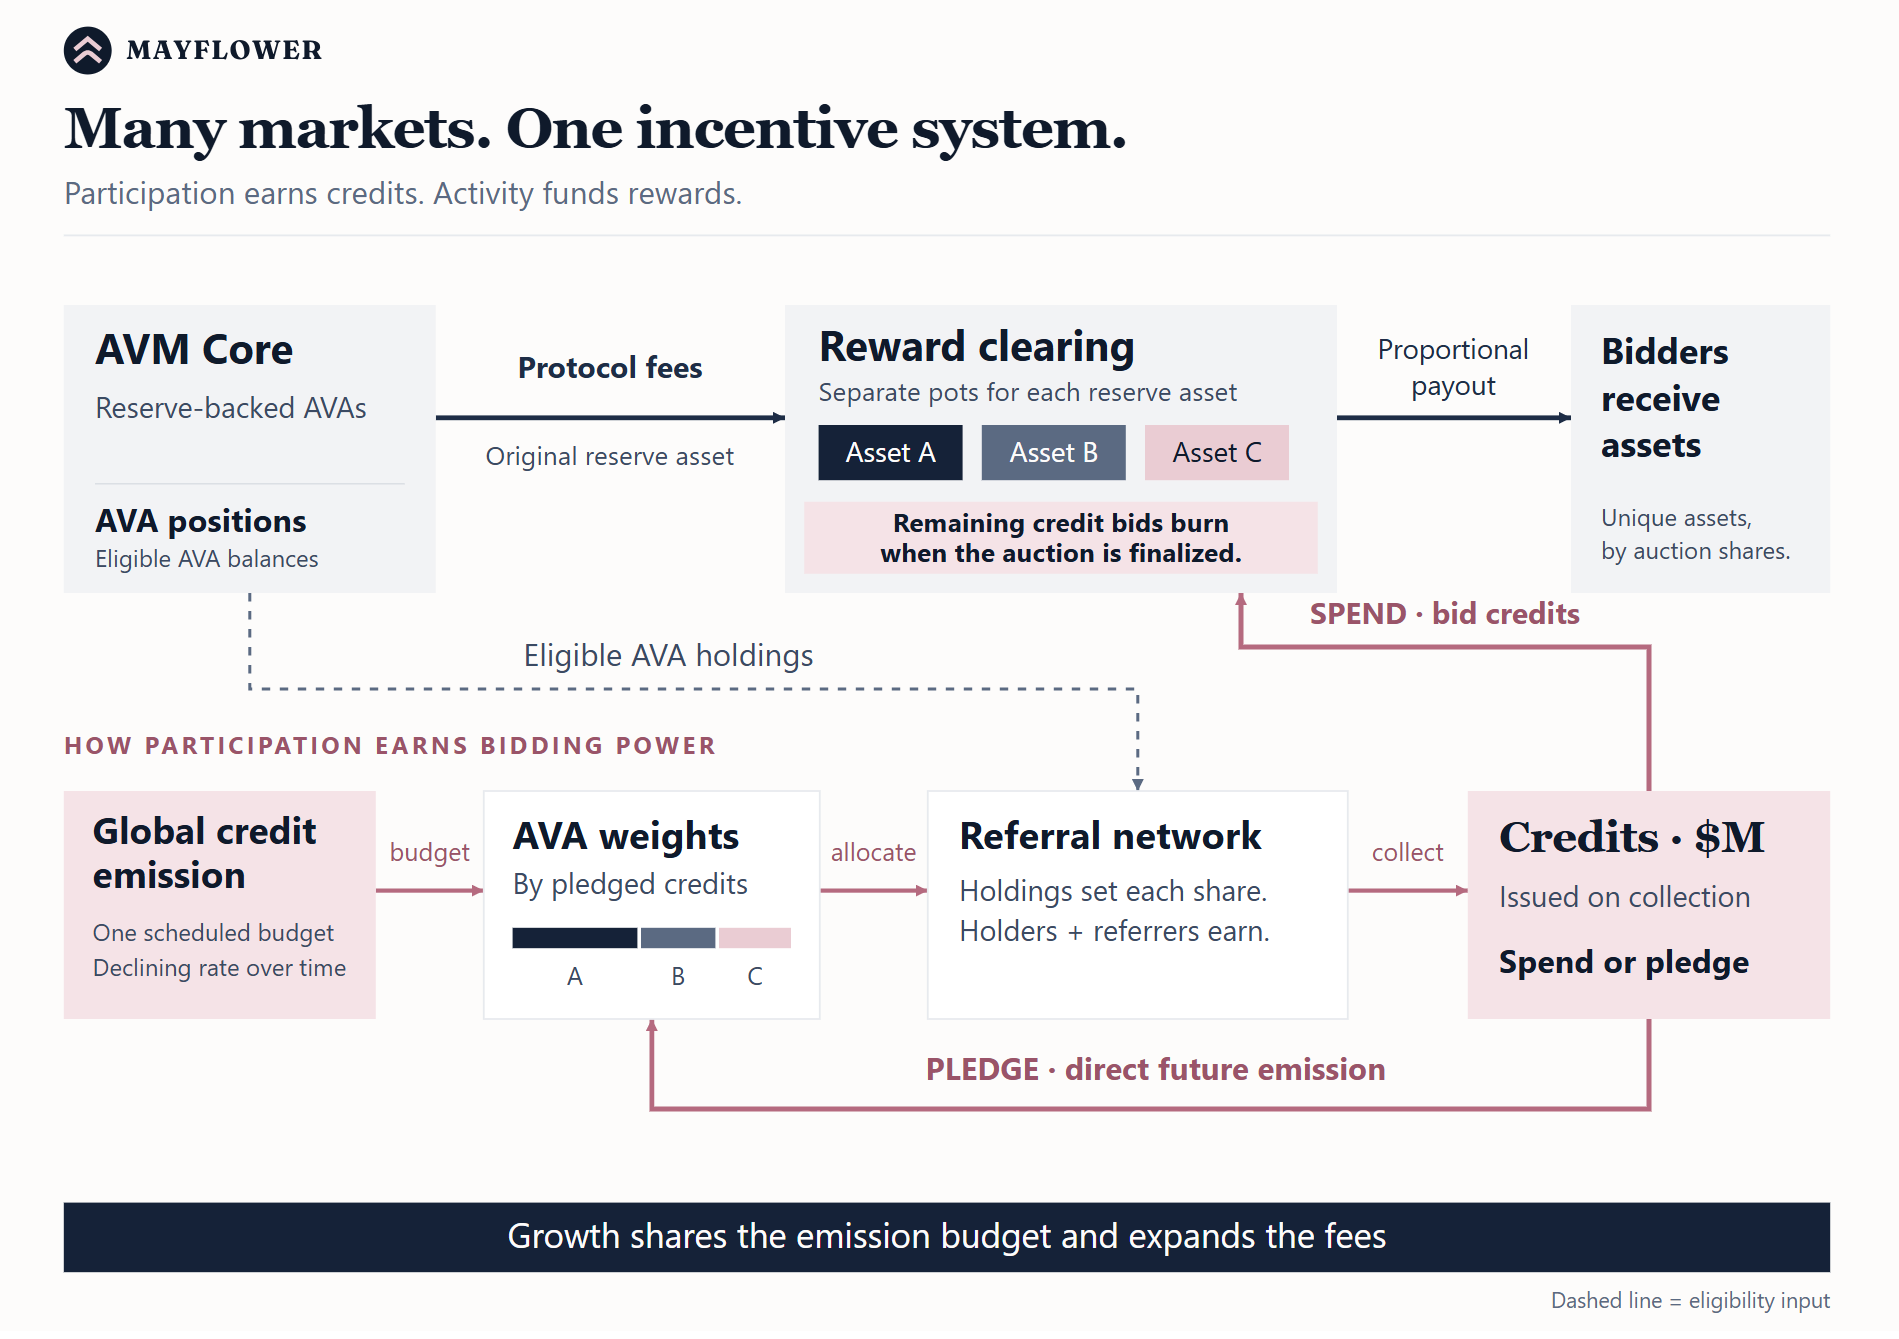 MAYFLOWER
Many markets. One incentive system.
Participation earns credits. Activity funds rewards.
AVM Core
Reserve-backed AVAs
AVA positions
Eligible AVA balances
Protocol fees
Original reserve asset
Reward clearing
Separate pots for each reserve asset
Asset A
Asset B
Asset C
Remaining credit bids burn
when the auction is finalized.
Proportional
payout
Bidders
receive
assets
Unique assets,
by auction shares.
SPEND · bid credits
Eligible AVA holdings
HOW PARTICIPATION EARNS BIDDING POWER
Global credit
emission
One scheduled budget
Declining rate over time
budget
AVA weights
By pledged credits
A
B
C
allocate
Referral network
Holdings set each share.
Holders + referrers earn.
collect
Credits · $M
Issued on collection
Spend or pledge
PLEDGE · direct future emission
Growth shares the emission budget and expands the fees
Dashed line = eligibility input